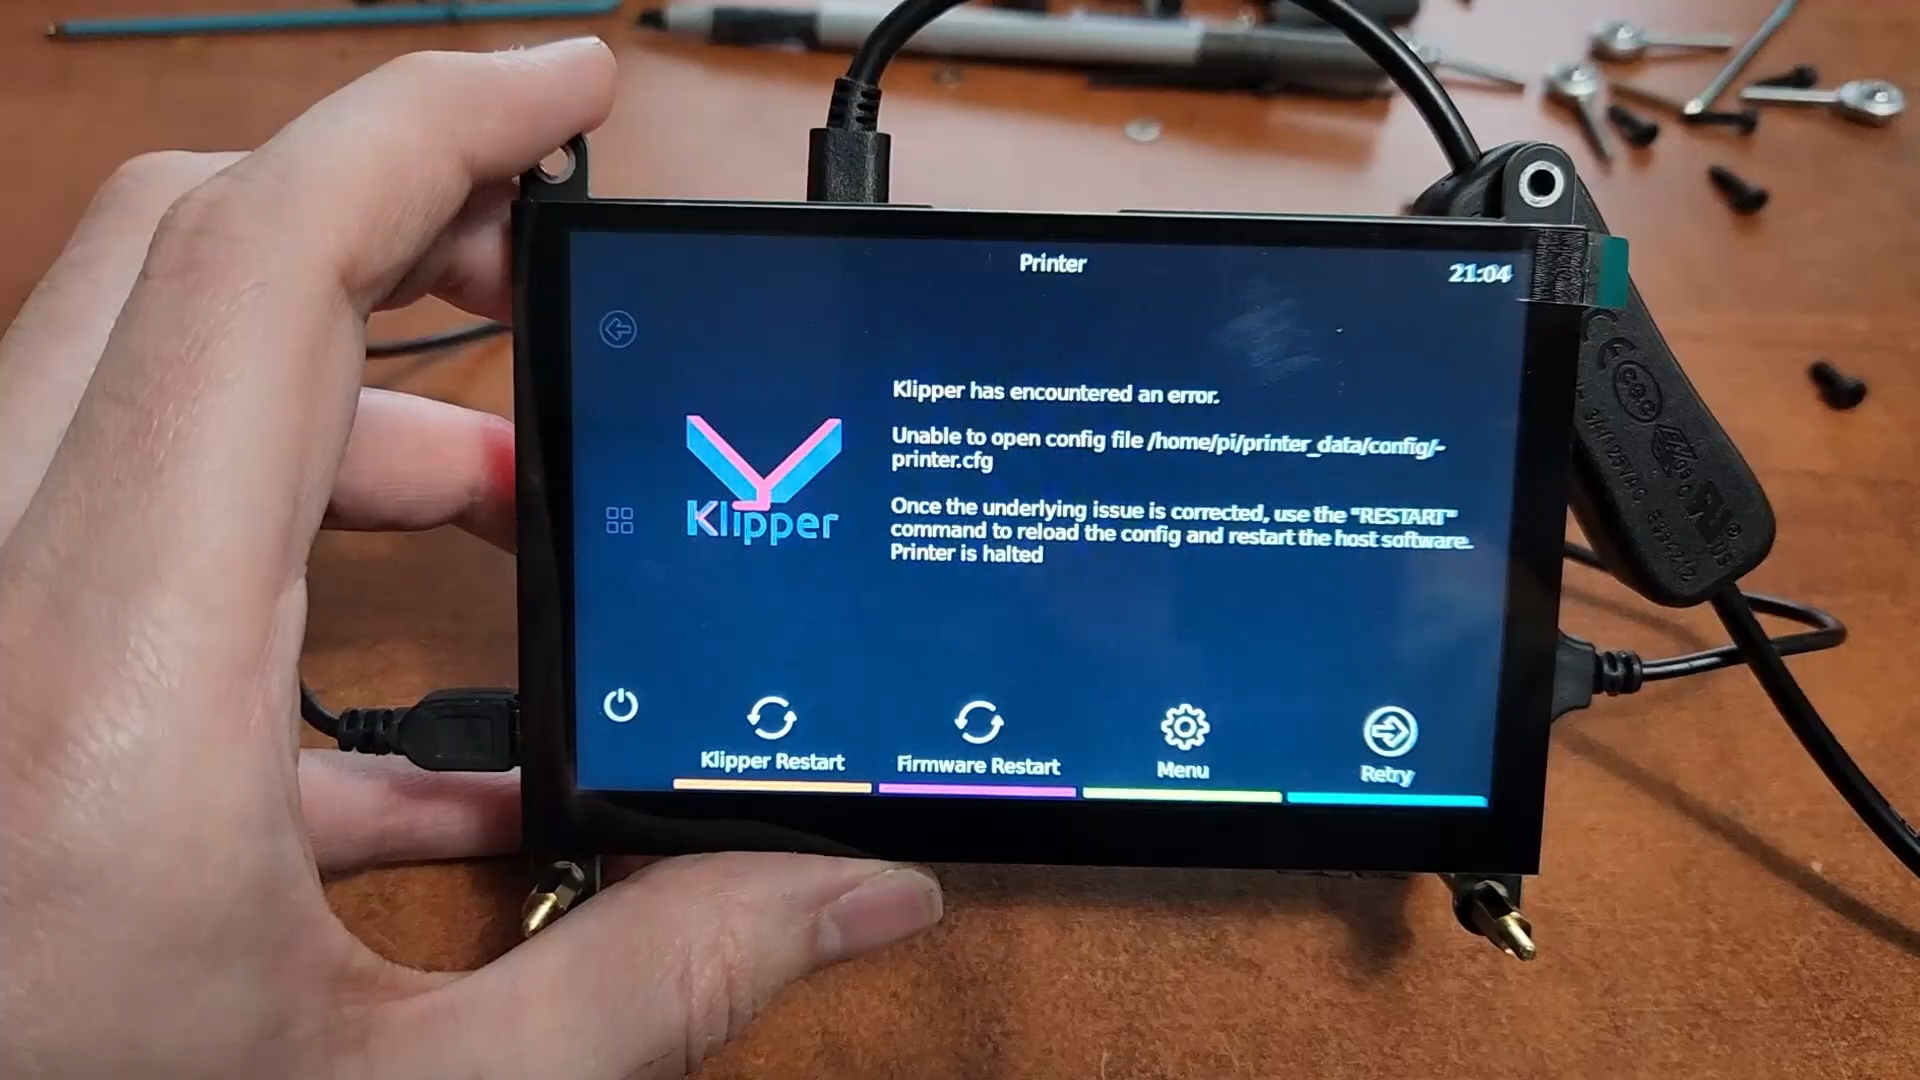 Printer
21:04
Klipper has encountered an error.
Unable to open config file /home/pi/printer_data/config/-
printer.cfg
Once the underlying issue is corrected, use the "RESTART"
command to reload the config and restart the host software.
Printer is halted
Klipper
Klipper Restart
Firmware Restart
Menu
Retry